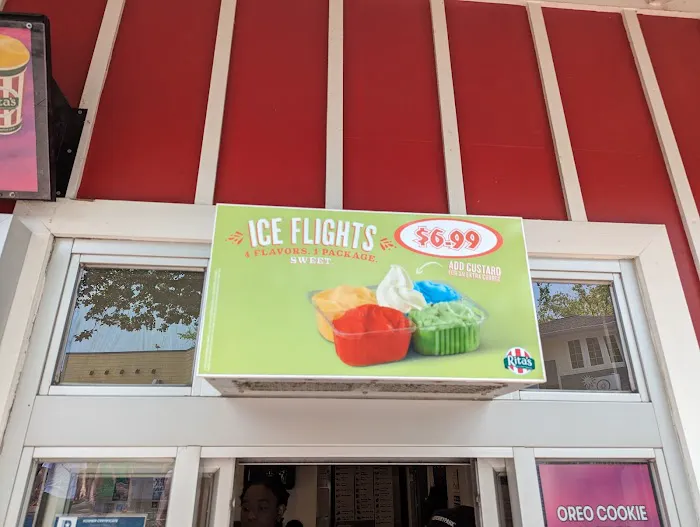 ICE FLIGHTS
4 FLAVORS. 1 PACKAGE.
SWEET
$6.99
ADD CUSTARD
Rita's
OREO COOKIE